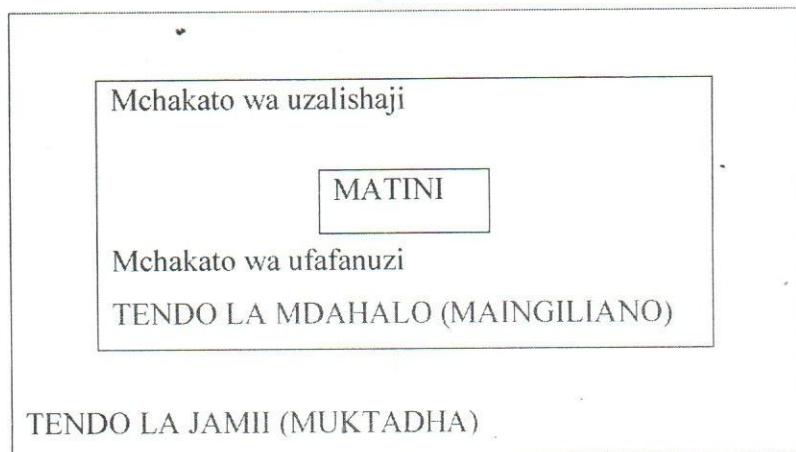 Mchakato wa uzalishaji
MATINI
Mchakato wa ufafanuzi
TENDO LA MDAHALO (MAINGILIANO)
TENDO LA JAMII (MUKTADHA)